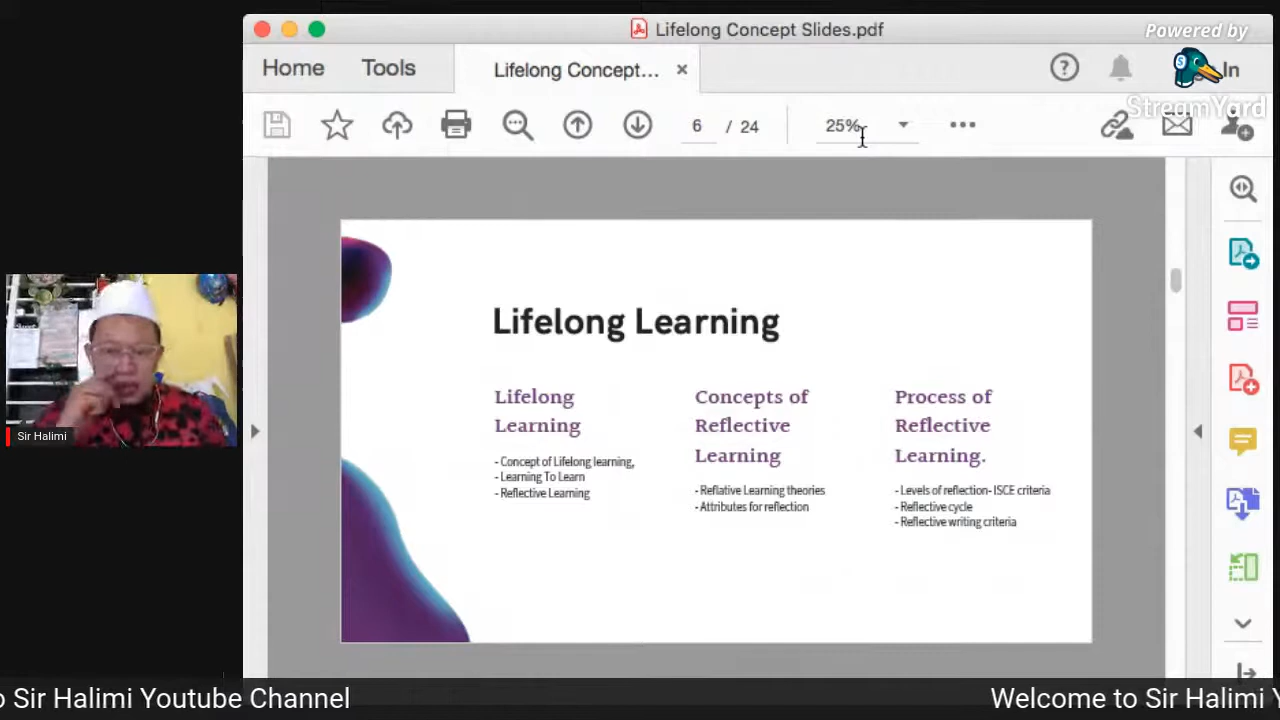 Lifelong Concept Slides.pdf
Powered by
Home
Tools
Lifelong Concept...
In
StreamYard
6 / 24
25%
Lifelong Learning
Lifelong
Learning
- Concept of Lifelong learning,
- Learning To Learn
- Reflective Learning
Concepts of
Reflective
Learning
- Reflative Learning theories
- Attributes for reflection
Process of
Reflective
Learning.
- Levels of reflection- ISCE criteria
- Reflective cycle
- Reflective writing criteria
Sir Halimi
o Sir Halimi Youtube Channel
Welcome to Sir Halimi Y